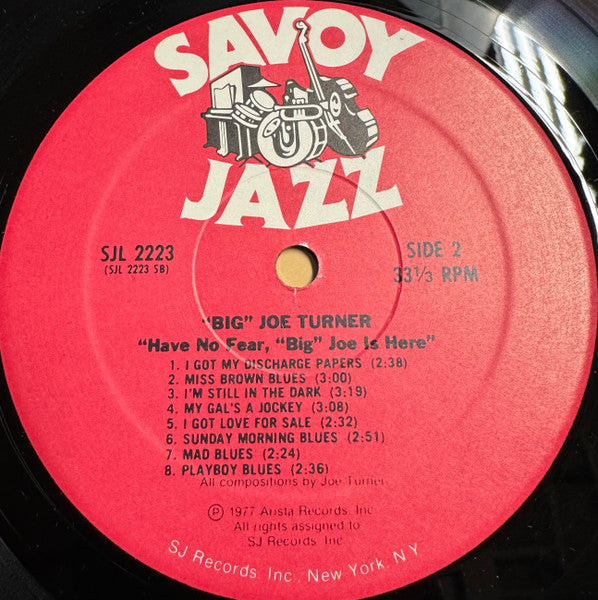 SAVOY
JAZZ
SJL 2223
(SJL 2223 SB)
SIDE 2
33⅓ RPM
"BIG" JOE TURNER
"Have No Fear, "Big" Joe Is Here"
1. I GOT MY DISCHARGE PAPERS (2:38)
2. MISS BROWN BLUES (3:00)
3. I'M STILL IN THE DARK (3:19)
4. MY GAL'S A JOCKEY (3:08)
5. I GOT LOVE FOR SALE (2:32)
6. SUNDAY MORNING BLUES (2:51)
7. MAD BLUES (2:24)
8. PLAYBOY BLUES (2:36)
All compositions by Joe Turner
℗ 1977 Arista Records, Inc.
All rights assigned to
SJ Records, Inc.
SJ Records, Inc., New York, N.Y.